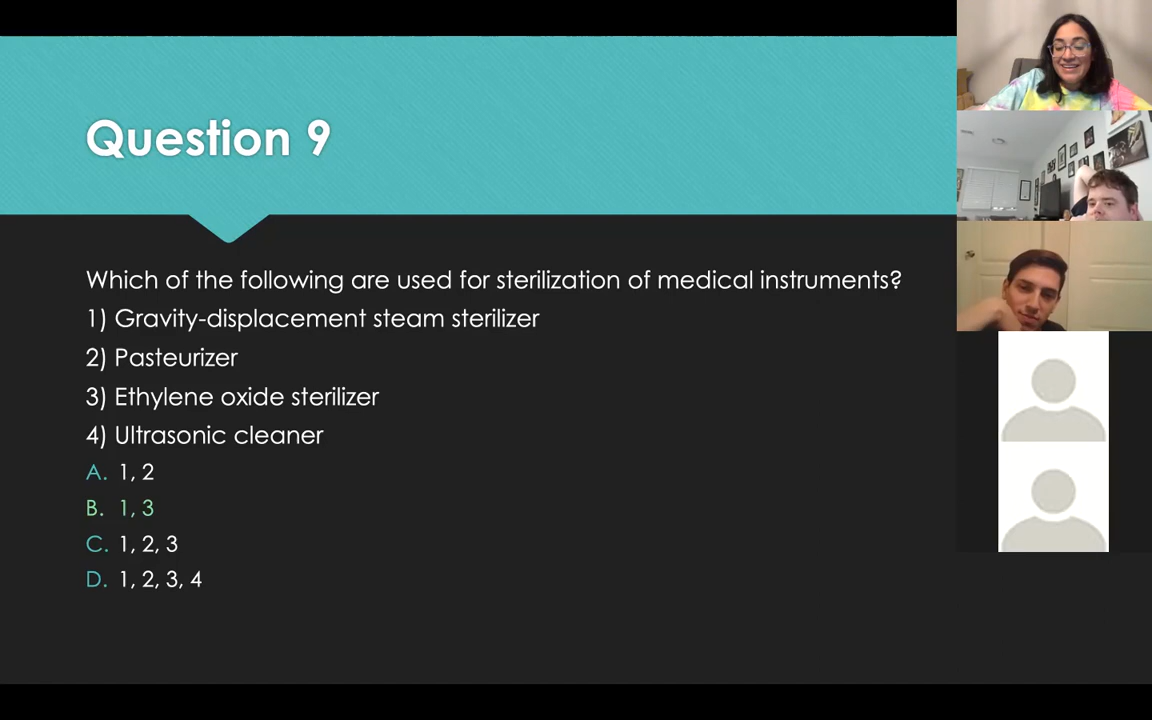 Question 9
Which of the following are used for sterilization of medical instruments?
1) Gravity-displacement steam sterilizer
2) Pasteurizer
3) Ethylene oxide sterilizer
4) Ultrasonic cleaner
A. 1, 2
B. 1, 3
C. 1, 2, 3
D. 1, 2, 3, 4